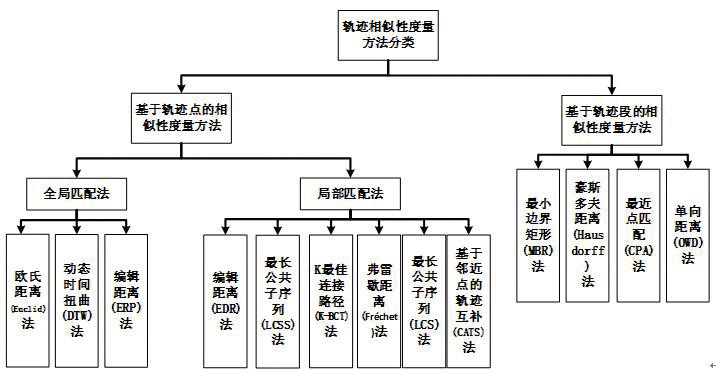 轨迹相似性度量
方法分类
基于轨迹点的相
似性度量方法
基于轨迹段的相
似性度量方法
全局匹配法
局部匹配法
最小
边界
矩形
(MBR)
法
豪斯
多夫
距离
(Haus
dorff
)
法
最近
点匹
配
(CPA)
法
单向
距离
(OWD)
法
欧氏
距离
(Euclid)
法
动态
时间
扭曲
(DTW)
法
编辑
距离
(ERP)
法
编辑
距离
(EDR)
法
最长
公共
子序
列
(LCSS)
法
K最佳
连接
路径
(K-BCT)
法
弗雷
歇距
离
(Fréchet
)法
最长
公共
子序
列
(LCS)
法
基于
邻近
点的
轨迹
互补
(CATS)
法